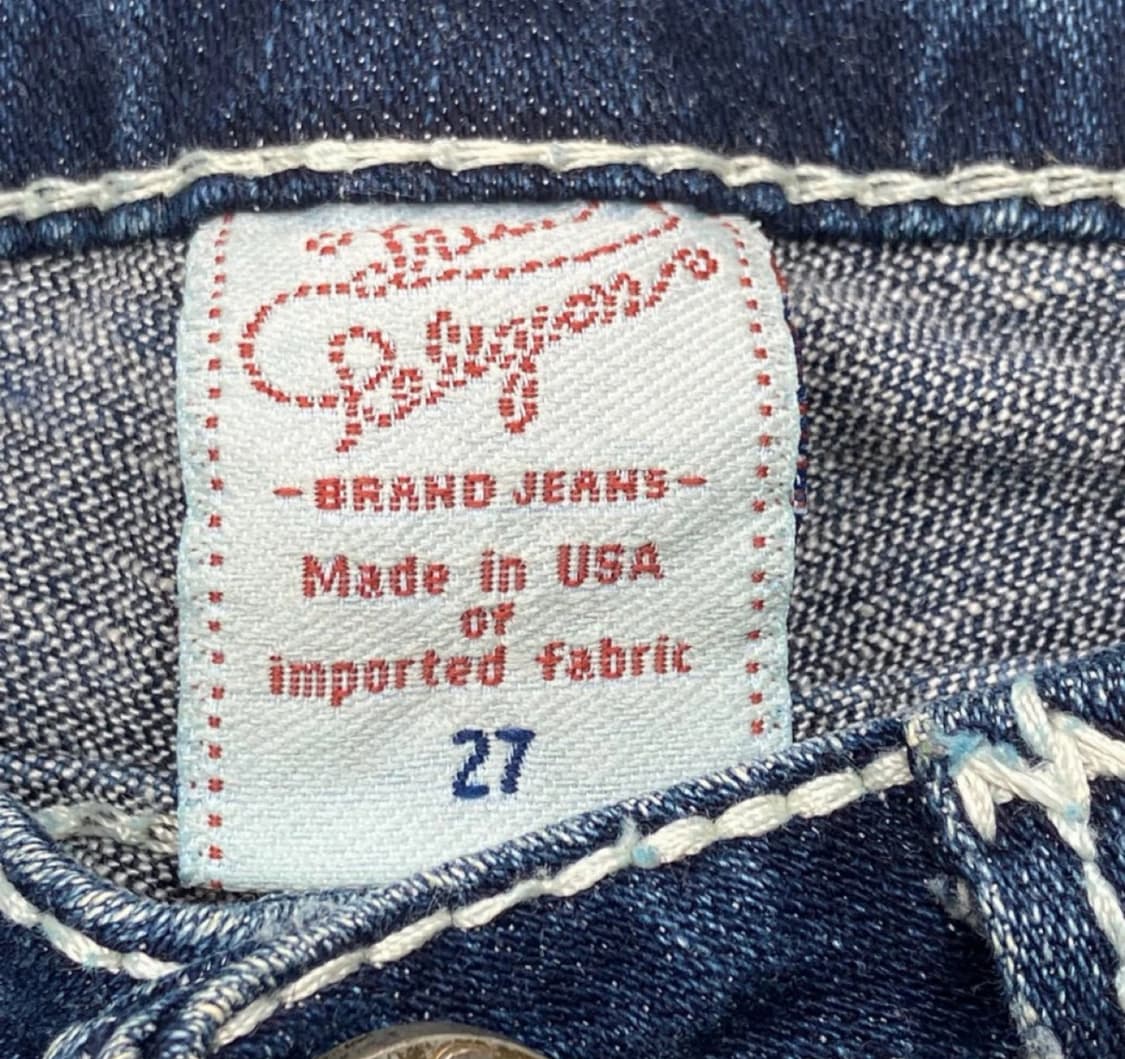 True
Religion
-BRAND JEANS-
Made in USA
of
imported fabric
27